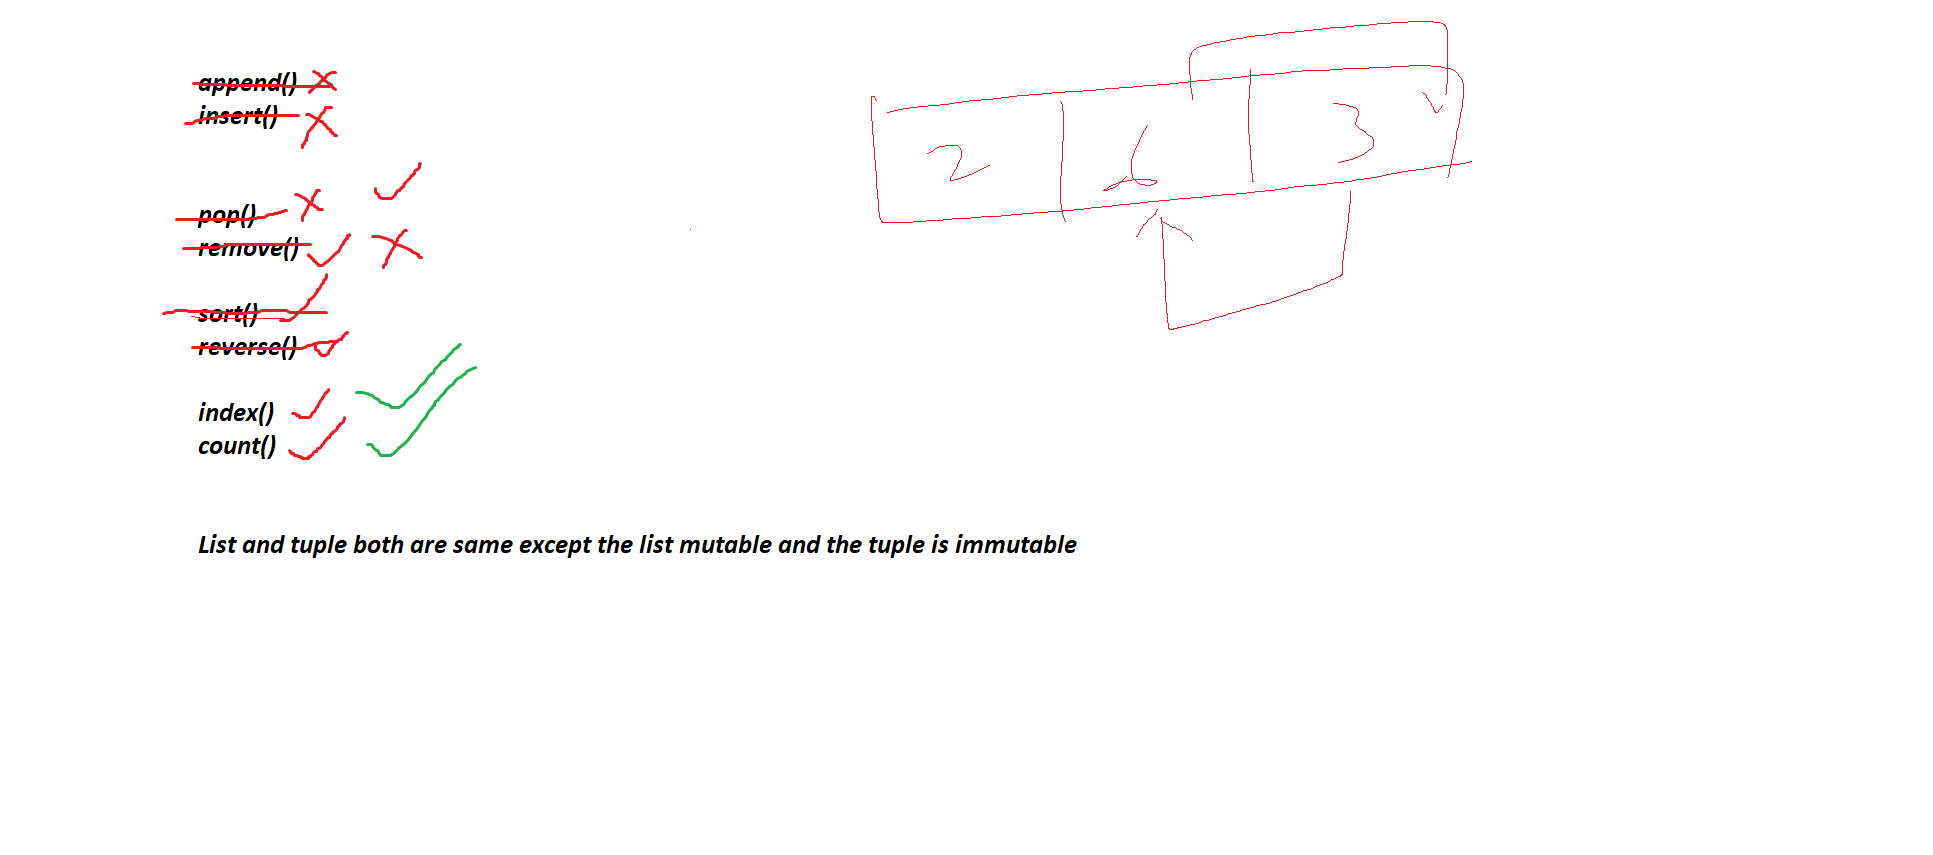 append()
insert()
pop()
remove()
sort()
reverse()
index()
count()
2 6 3
List and tuple both are same except the list mutable and the tuple is immutable